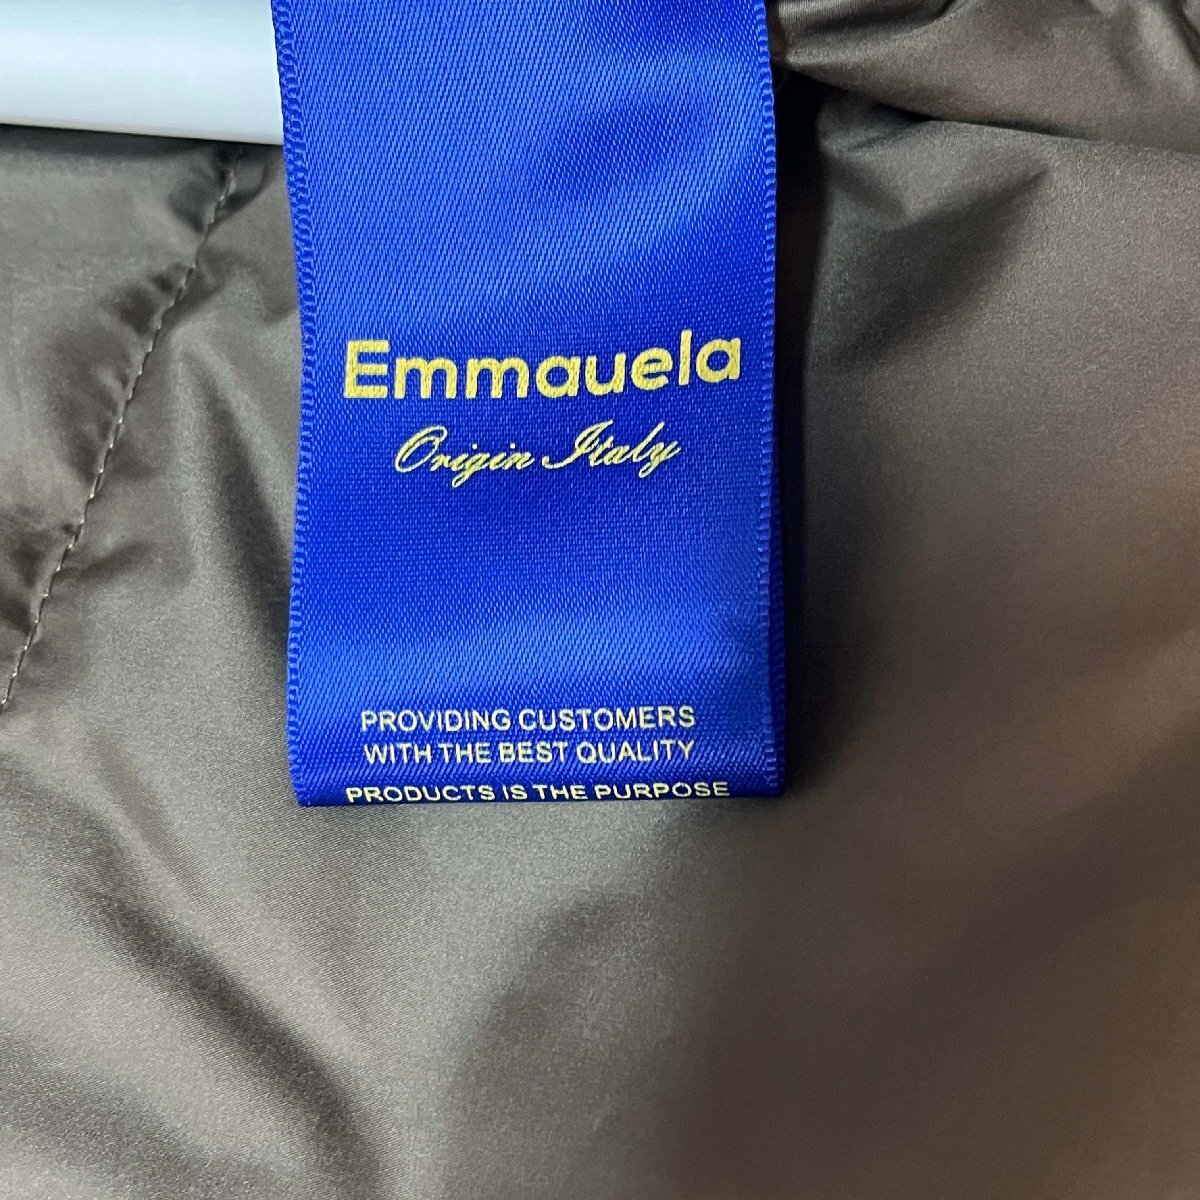 Emmauela
Origin Italy
PROVIDING CUSTOMERS
WITH THE BEST QUALITY
PRODUCTS IS THE PURPOSE